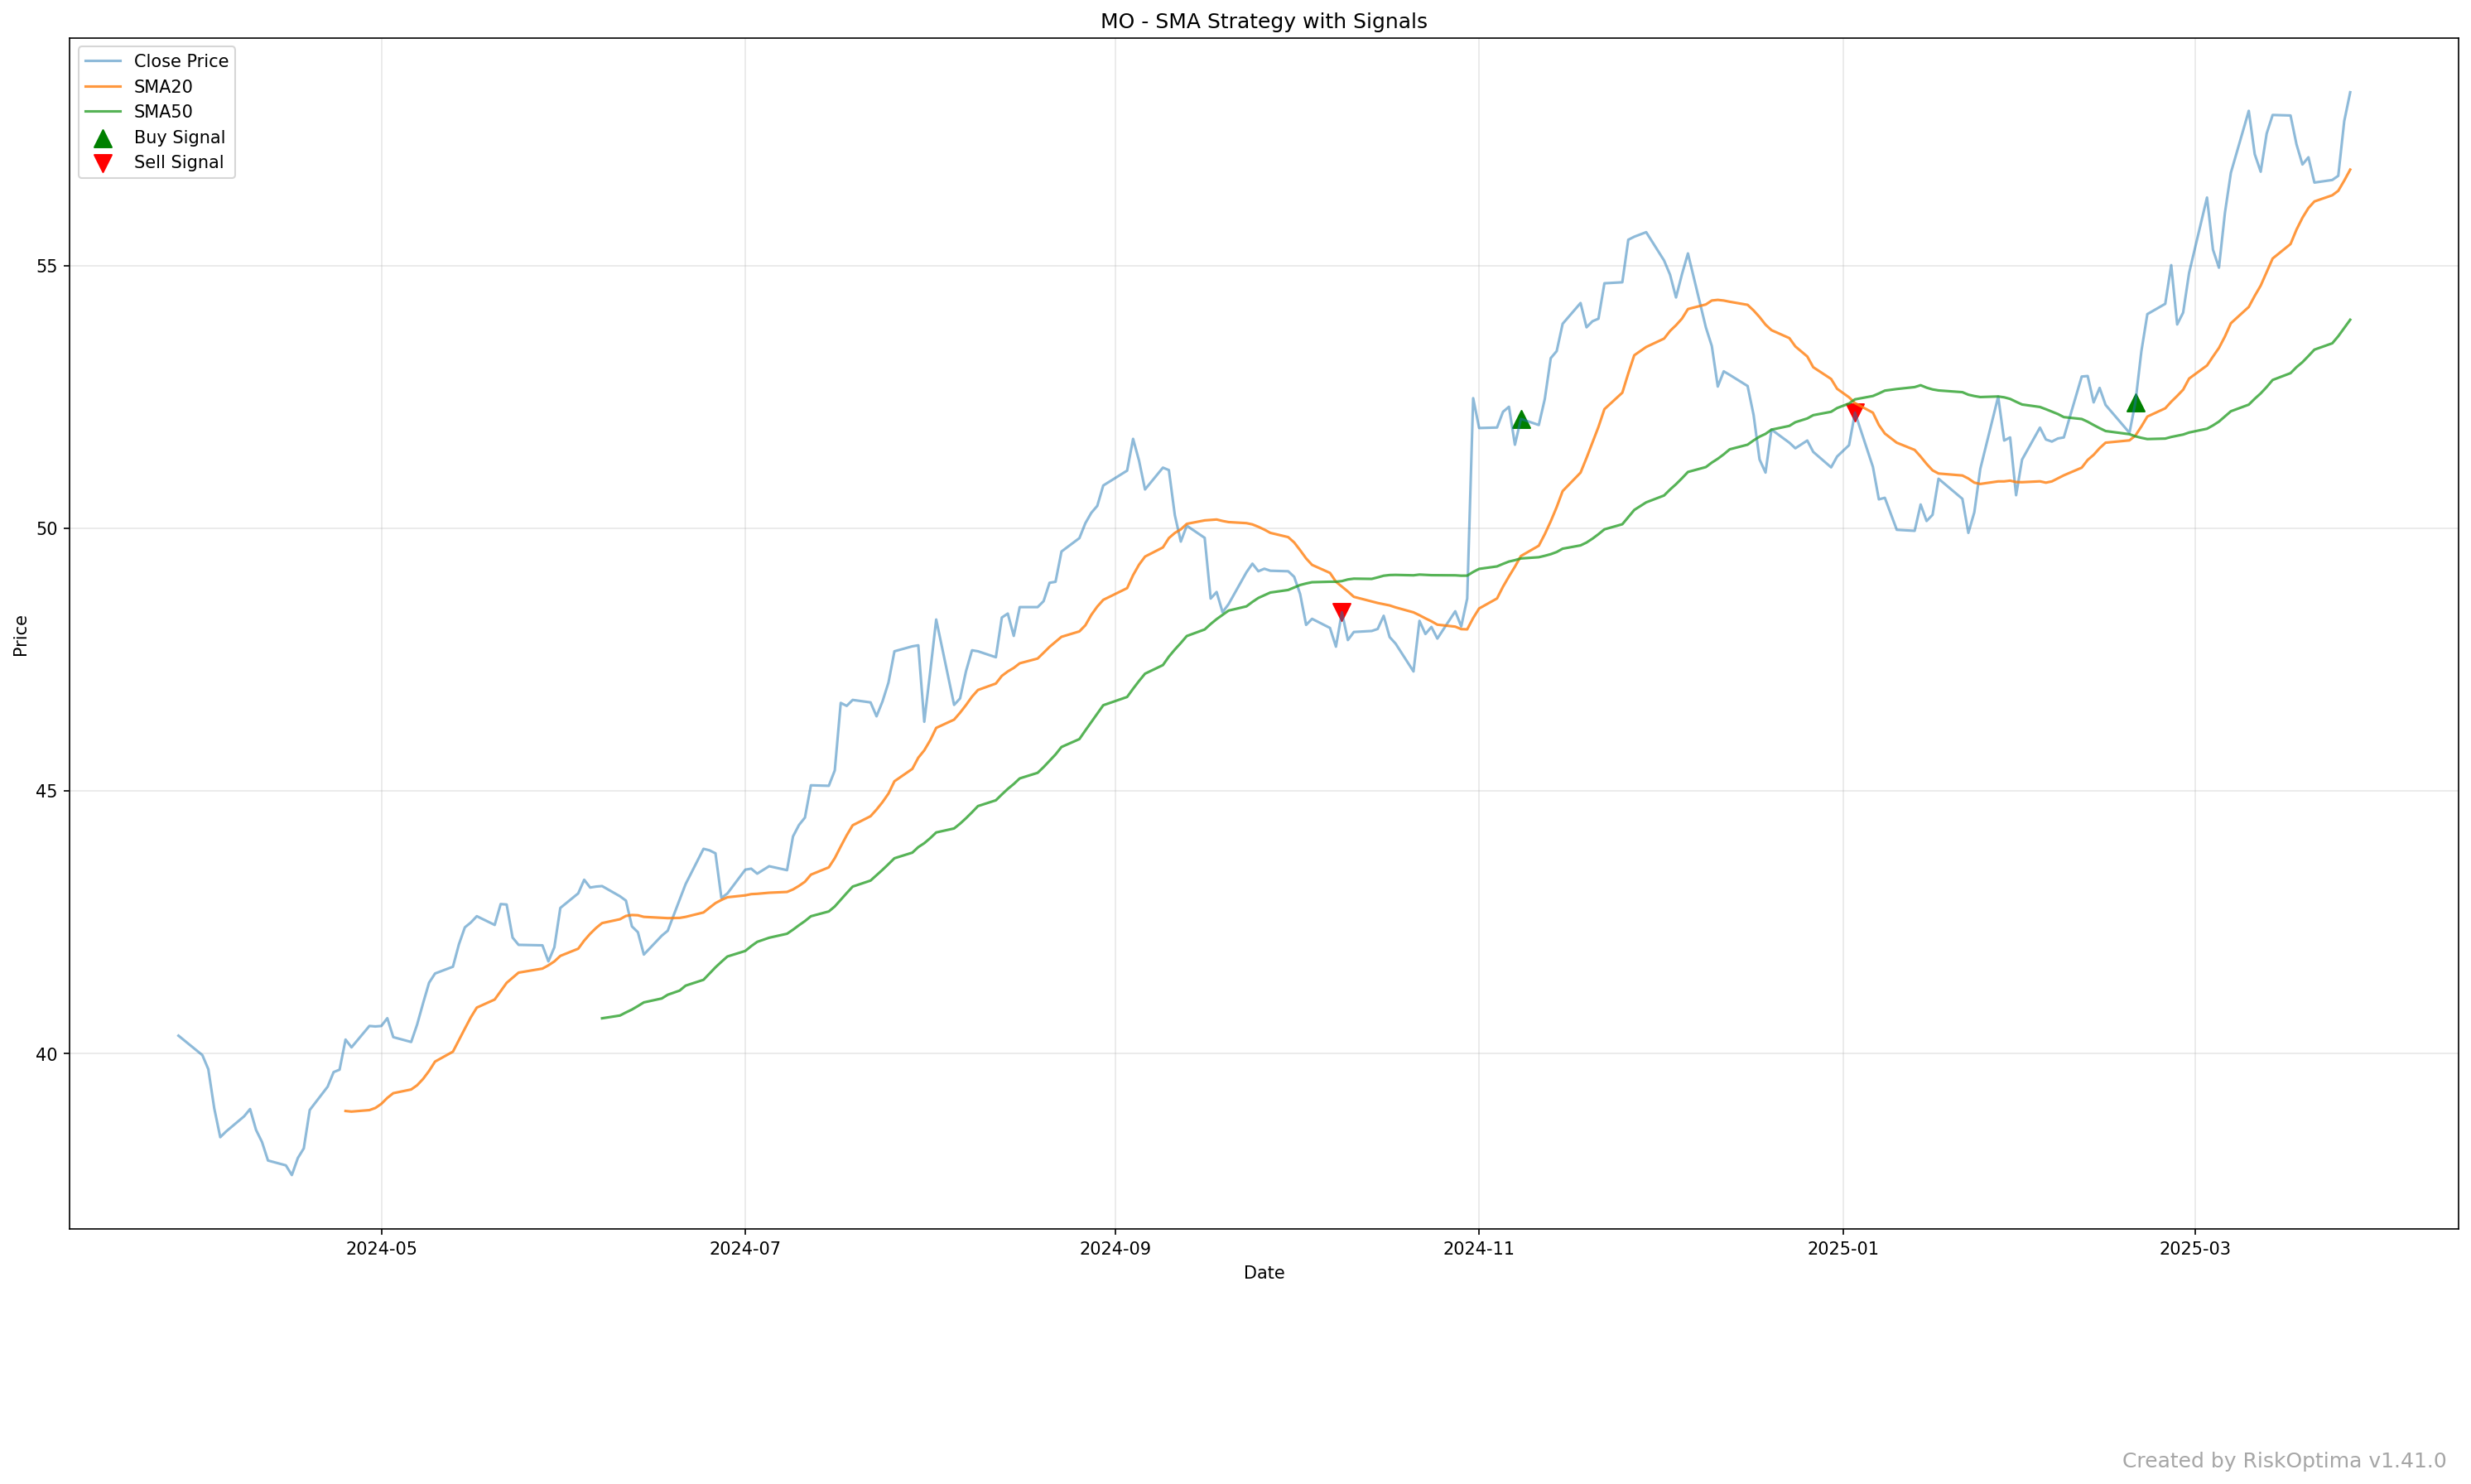 MO - SMA Strategy with Signals
Close Price
SMA20
SMA50
Buy Signal
Sell Signal
55
50
45
40
Price
2024-05 2024-07 2024-09 2024-11 2025-01 2025-03
Date
Created by RiskOptima v1.41.0